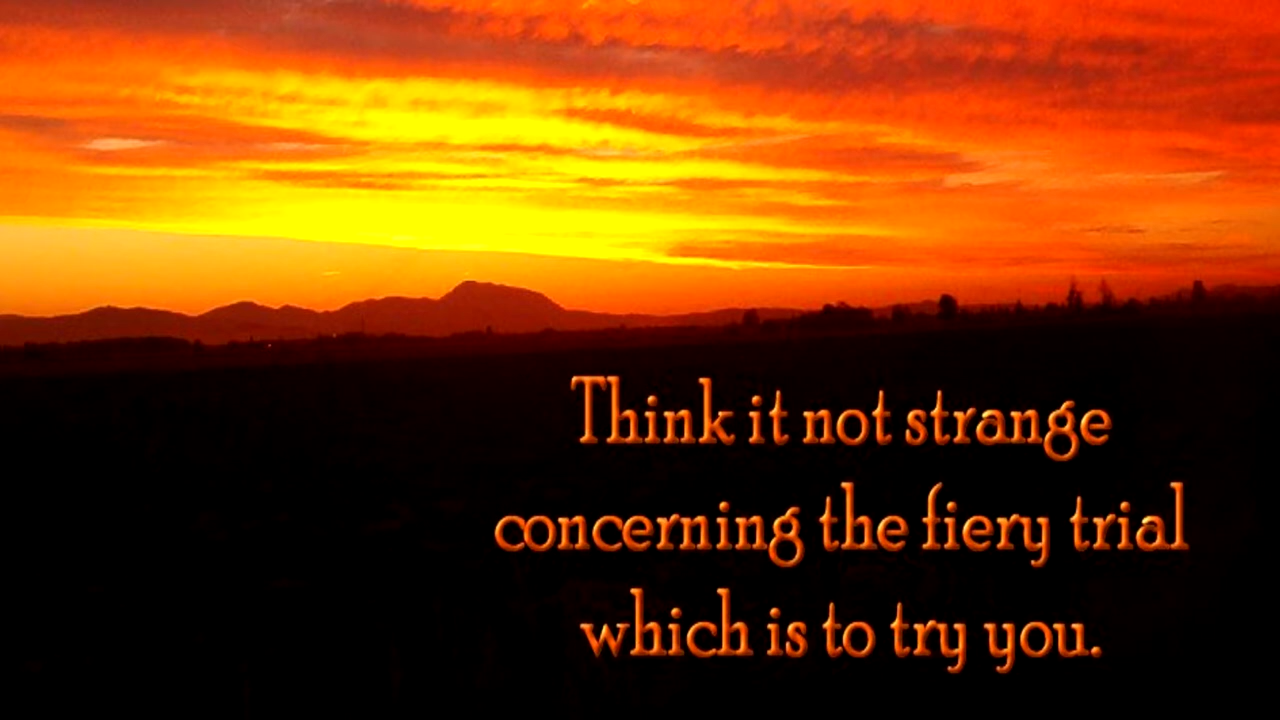 Think it not strange
concerning the fiery trial
which is to try you.